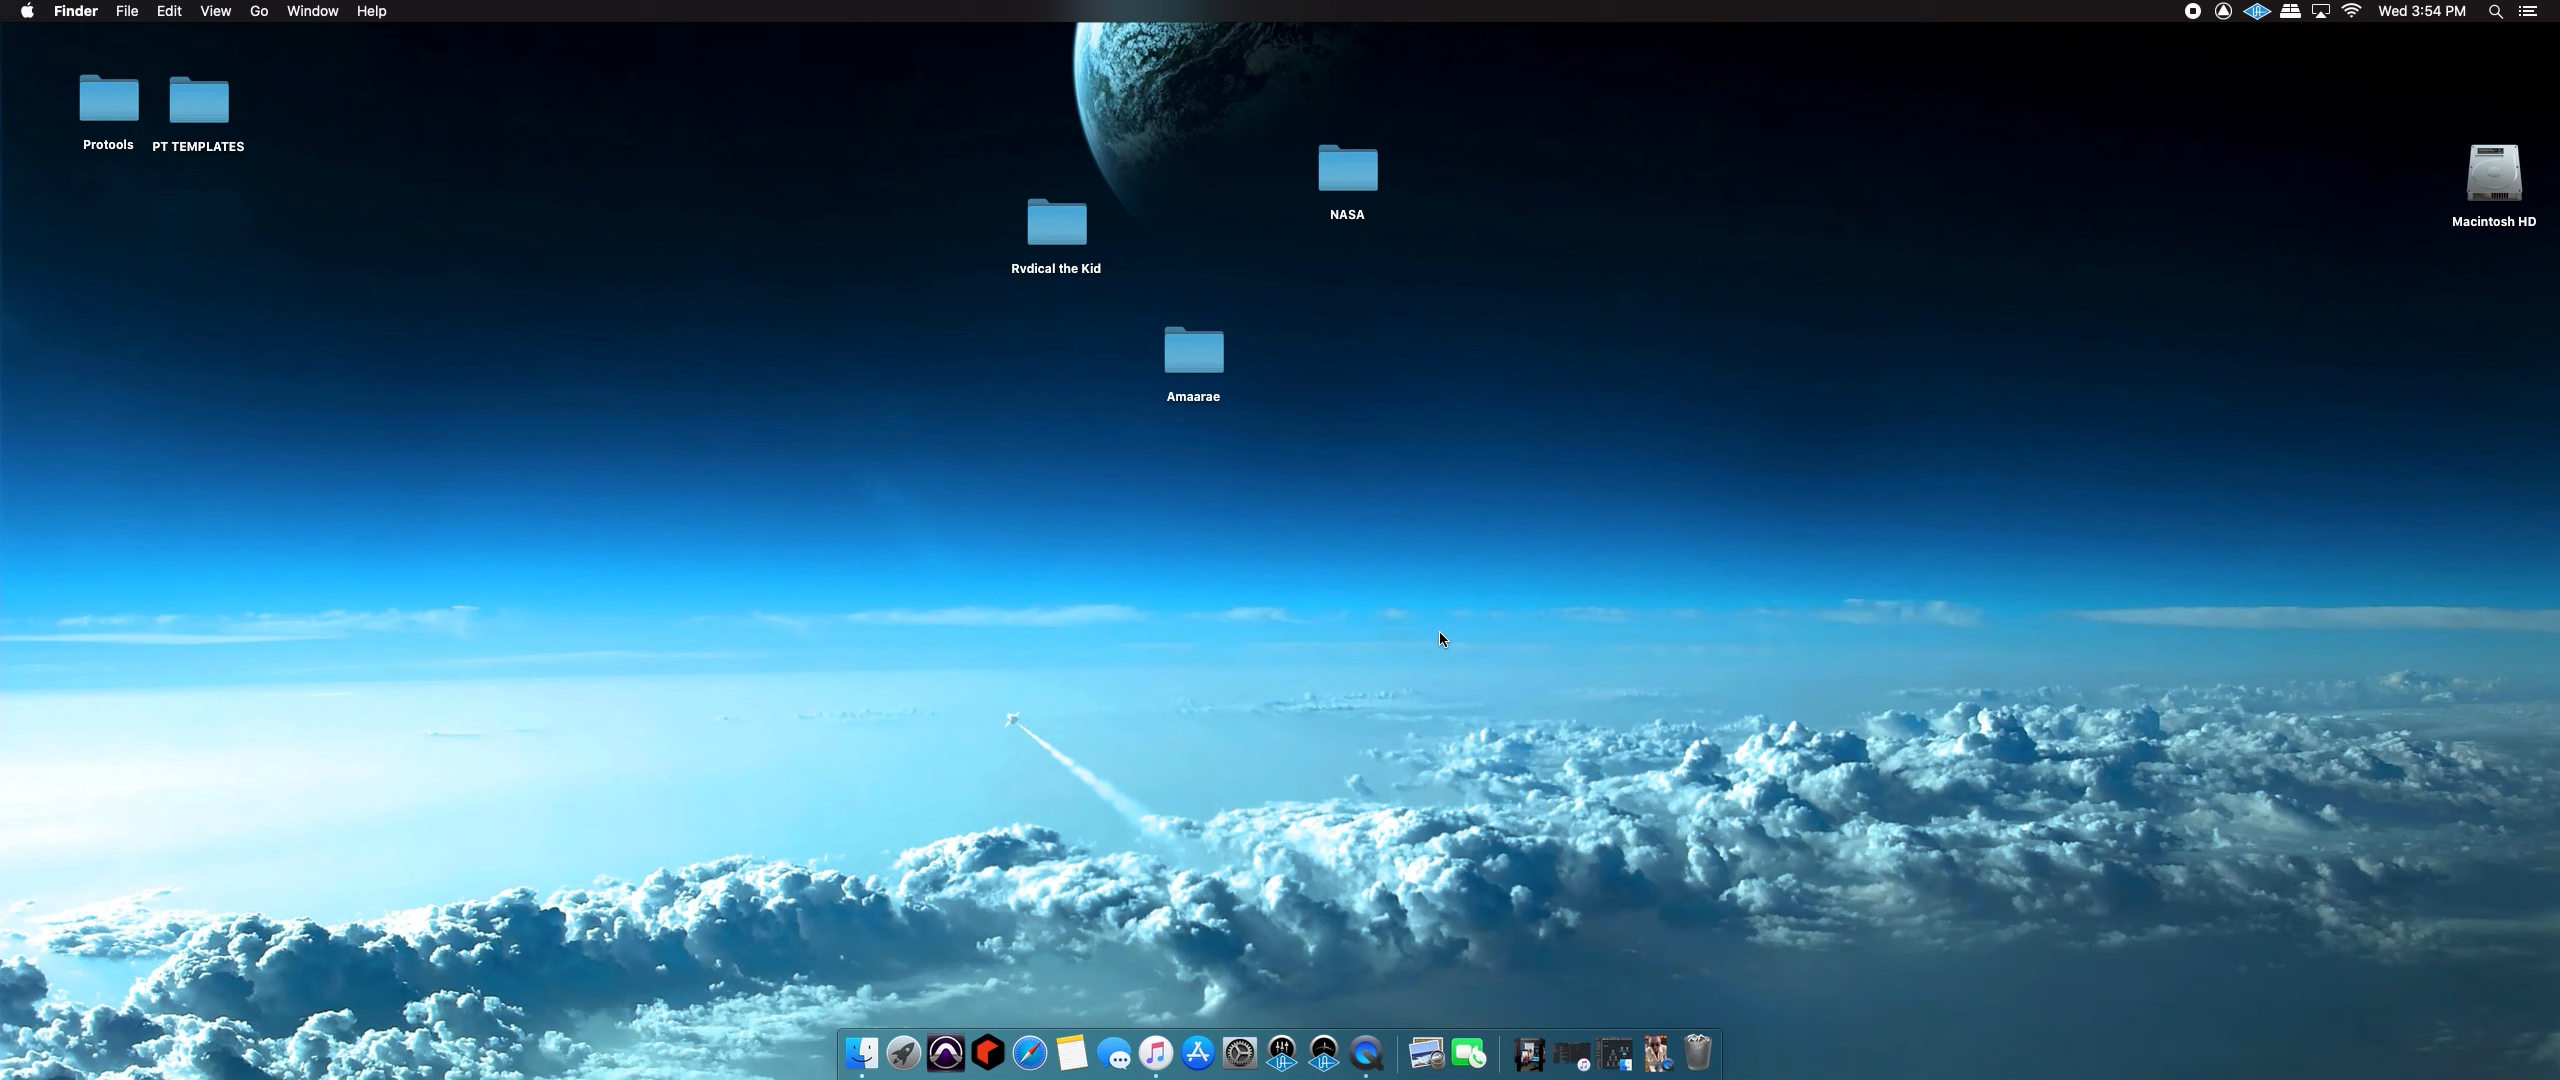 Finder File Edit View Go Window Help Wed 3:54 PM
Protools
PT TEMPLATES
NASA
Macintosh HD
Rvdical the Kid
Amaarae